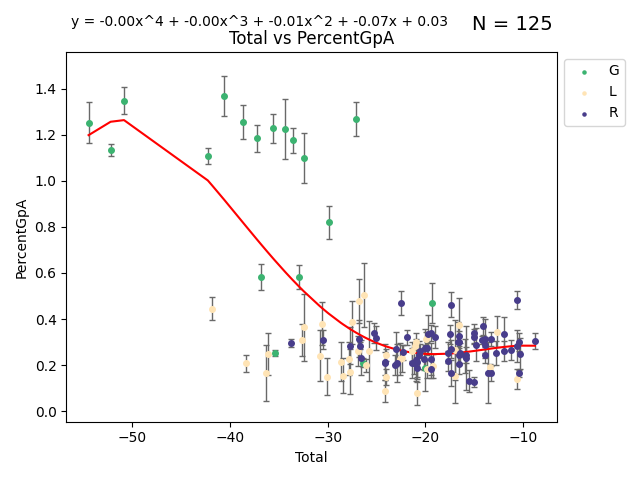 y = -0.00x^4 + -0.00x^3 + -0.01x^2 + -0.07x + 0.03
N = 125
Total vs PercentGpA
G
L
R
PercentGpA
1.4
1.2
1.0
0.8
0.6
0.4
0.2
0.0
−50 −40 −30 −20 −10
Total